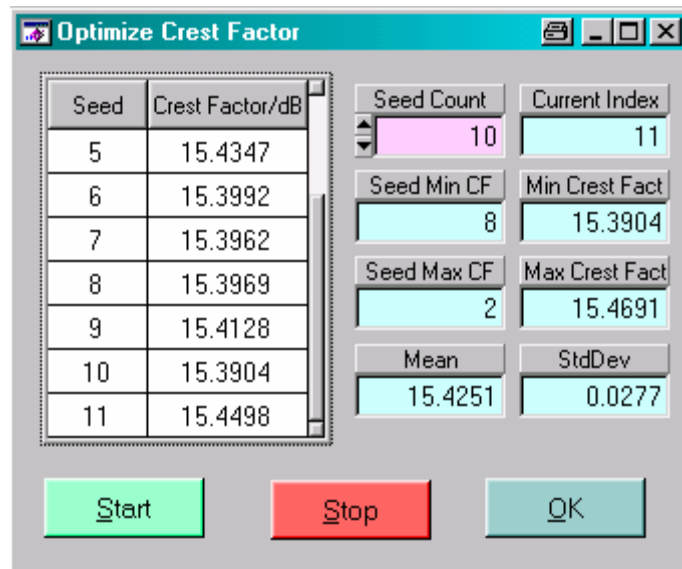 Optimize Crest Factor
Seed Crest Factor/dB
5 15.4347
6 15.3992
7 15.3962
8 15.3969
9 15.4128
10 15.3904
11 15.4498
Seed Count
10
Current Index
11
Seed Min CF
8
Min Crest Fact
15.3904
Seed Max CF
2
Max Crest Fact
15.4691
Mean
15.4251
StdDev
0.0277
Start
Stop
OK